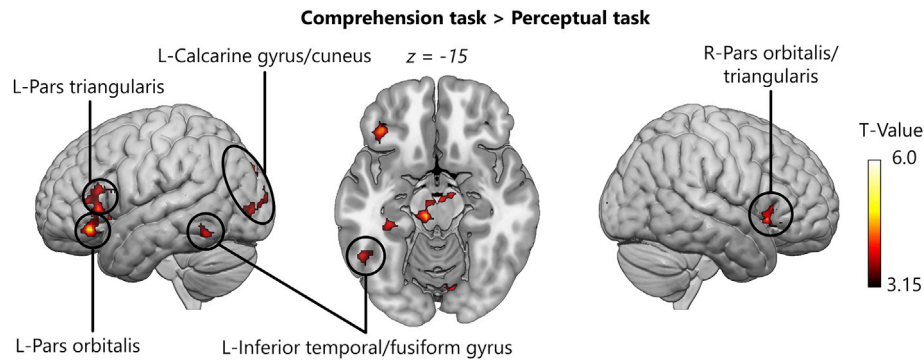 Comprehension task > Perceptual task
L-Calcarine gyrus/cuneus
z = -15
R-Pars orbitalis/
triangularis
L-Pars triangularis
T-Value
6.0
3.15
L-Pars orbitalis
L-Inferior temporal/fusiform gyrus